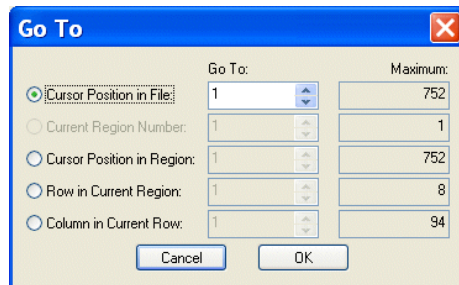 Go To
Go To: Maximum:
Cursor Position in File: 1 752
Current Region Number: 1 1
Cursor Position in Region: 1 752
Row in Current Region: 1 8
Column in Current Row: 1 94
Cancel OK